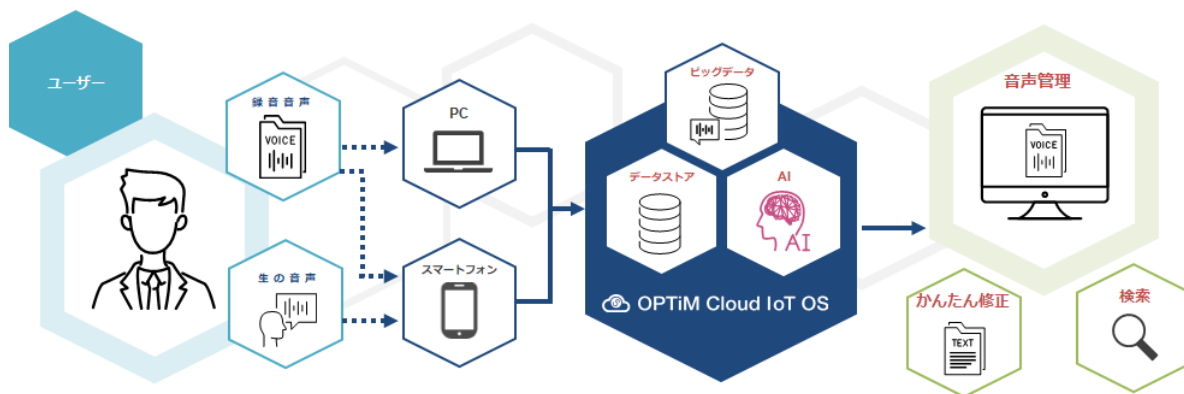 ユーザー
録音音声
VOICE
生の音声
PC
スマートフォン
ビッグデータ
データストア
AI
AI
OPTiM Cloud IoT OS
音声管理
VOICE
かんたん修正
TEXT
検索